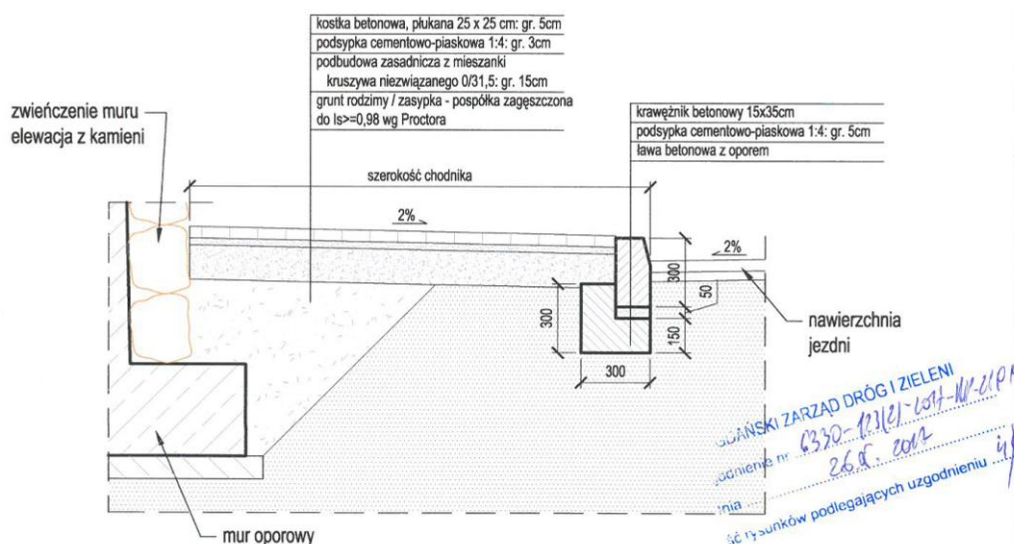 kostka betonowa, płukana 25 x 25 cm: gr. 5cm
podsypka cementowo-piaskowa 1:4: gr. 3cm
podbudowa zasadnicza z mieszanki
kruszywa niezwiązanego 0/31,5: gr. 15cm
grunt rodzimy / zasypka - pospółka zagęszczona
do Is>=0,98 wg Proctora
zwieńczenie muru
elewacja z kamieni
krawężnik betonowy 15x35cm
podsypka cementowo-piaskowa 1:4: gr. 5cm
ława betonowa z oporem
szerokość chodnika
2%
2%
300
50
300
150
300
nawierzchnia
jezdni
mur oporowy
GDAŃSKI ZARZĄD DRÓG I ZIELENI
nr 6330-
2017
rysunków podlegających uzgodnieniu